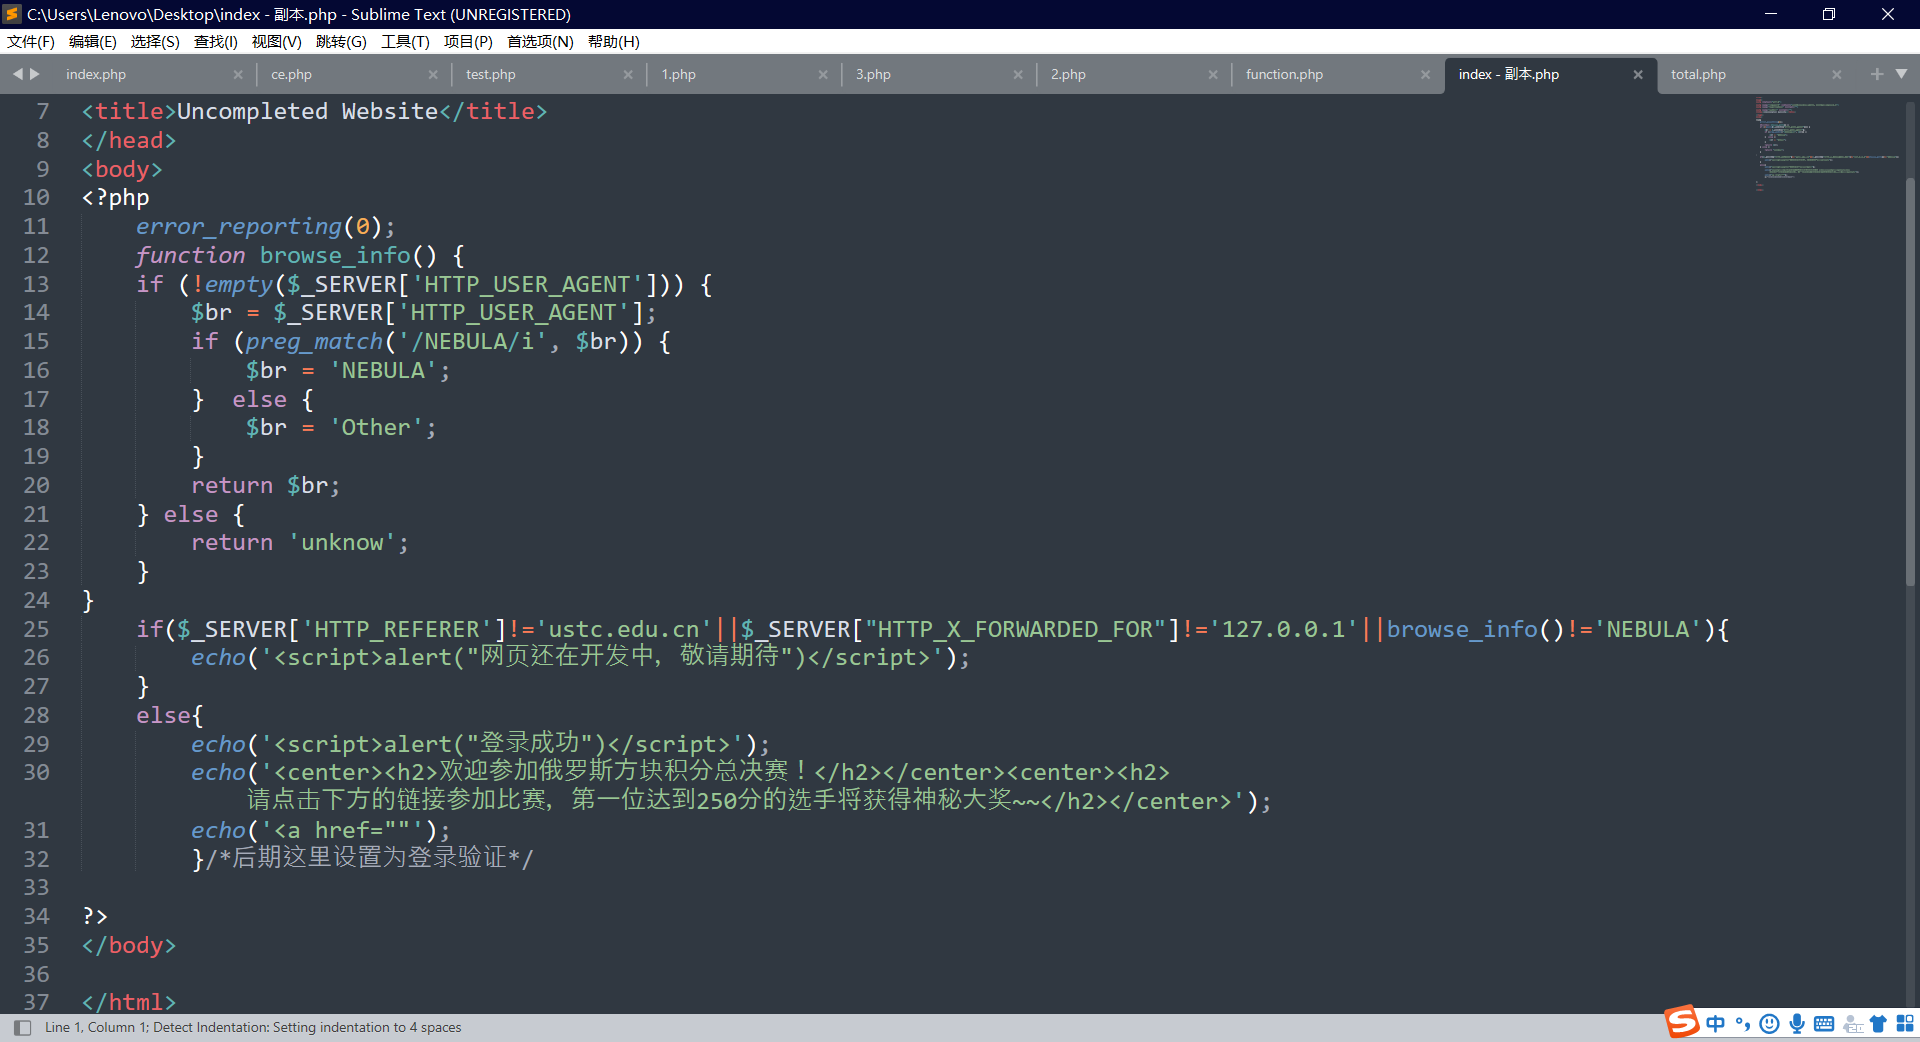 C:\Users\Lenovo\Desktop\index - 副本.php - Sublime Text (UNREGISTERED)
文件(F) 编辑(E) 选择(S) 查找(I) 视图(V) 跳转(G) 工具(T) 项目(P) 首选项(N) 帮助(H)
index.php ce.php test.php 1.php 3.php 2.php function.php index - 副本.php total.php
7 <title>Uncompleted Website</title>
8 </head>
9 <body>
10 <?php
11 error_reporting(0);
12 function browse_info() {
13 if (!empty($_SERVER['HTTP_USER_AGENT'])) {
14 $br = $_SERVER['HTTP_USER_AGENT'];
15 if (preg_match('/NEBULA/i', $br)) {
16 $br = 'NEBULA';
17 } else {
18 $br = 'Other';
19 }
20 return $br;
21 } else {
22 return 'unknow';
23 }
24 }
25 if($_SERVER['HTTP_REFERER']!='ustc.edu.cn'||$_SERVER["HTTP_X_FORWARDED_FOR"]!='127.0.0.1'||browse_info()!='NEBULA'){
26 echo('<script>alert("网页还在开发中，敬请期待")</script>');
27 }
28 else{
29 echo('<script>alert("登录成功")</script>');
30 echo('<center><h2>欢迎参加俄罗斯方块积分总决赛！</h2></center><center><h2>
请点击下方的链接参加比赛，第一位达到250分的选手将获得神秘大奖~~</h2></center>');
31 echo('<a href=""');
32 }/*后期这里设置为登录验证*/
33
34 ?>
35 </body>
36
37 </html>
Line 1, Column 1; Detect Indentation: Setting indentation to 4 spaces
S 中